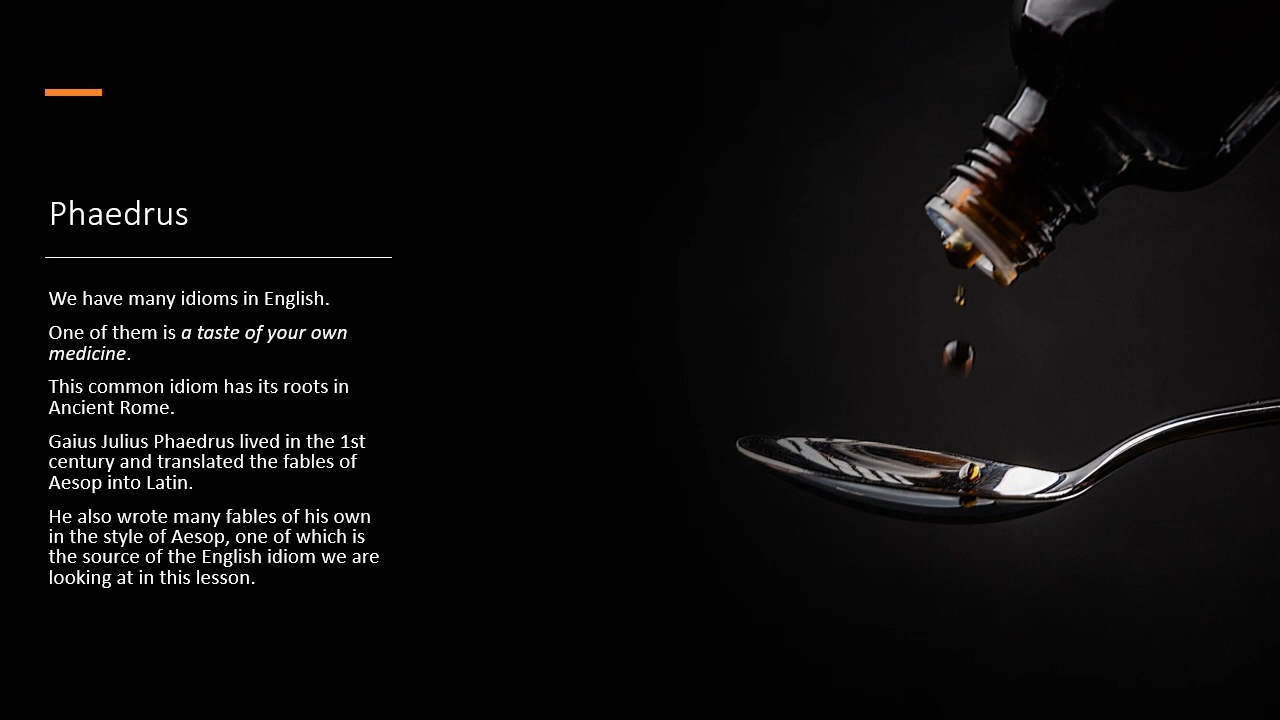 Phaedrus
We have many idioms in English.
One of them is a taste of your own
medicine.
This common idiom has its roots in
Ancient Rome.
Gaius Julius Phaedrus lived in the 1st
century and translated the fables of
Aesop into Latin.
He also wrote many fables of his own
in the style of Aesop, one of which is
the source of the English idiom we are
looking at in this lesson.